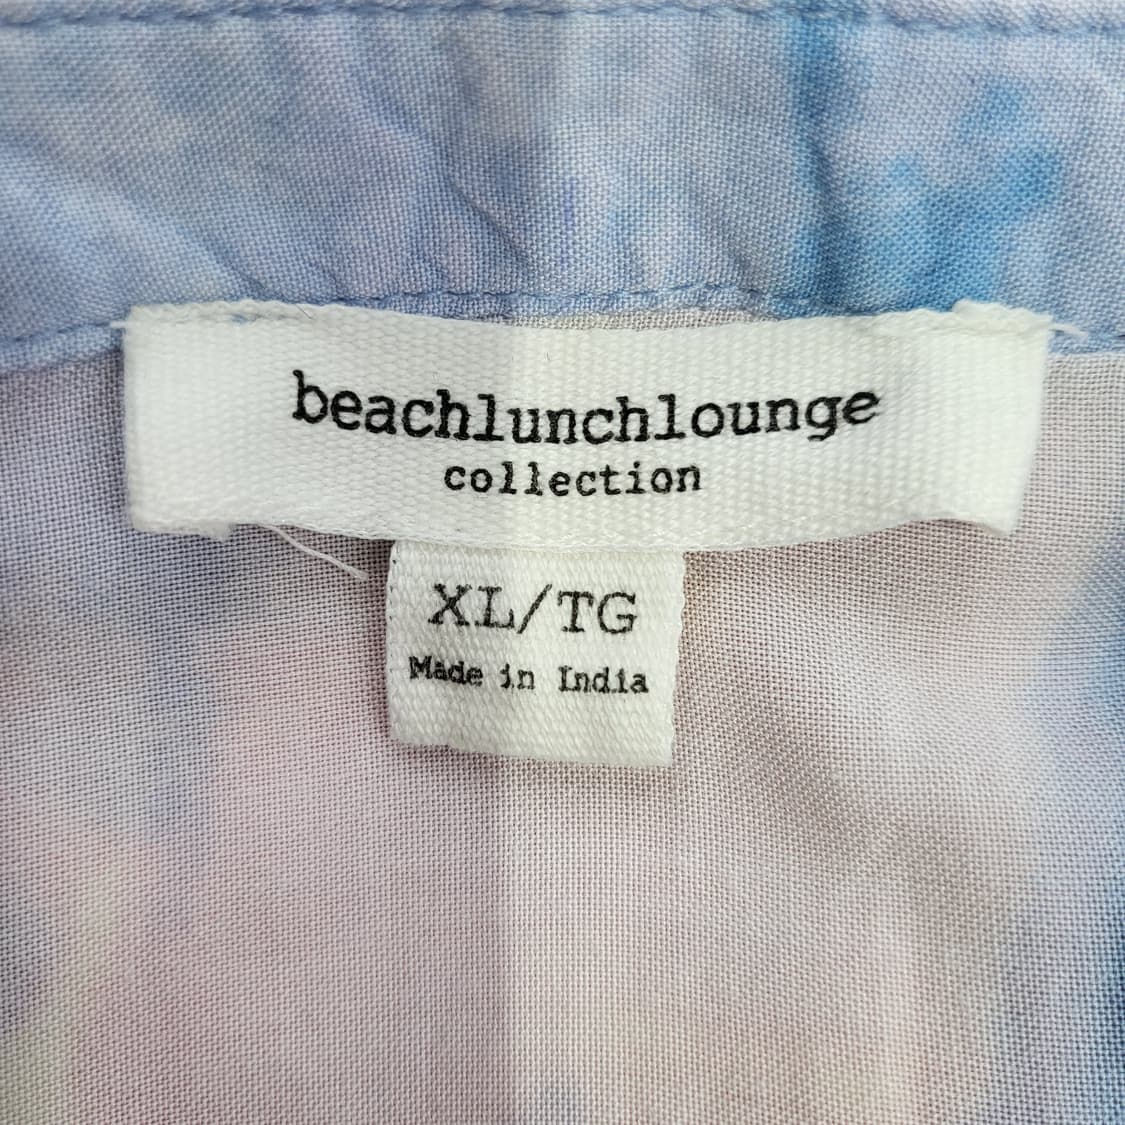 beachlunchlounge
collection
XL/TG
Made in India